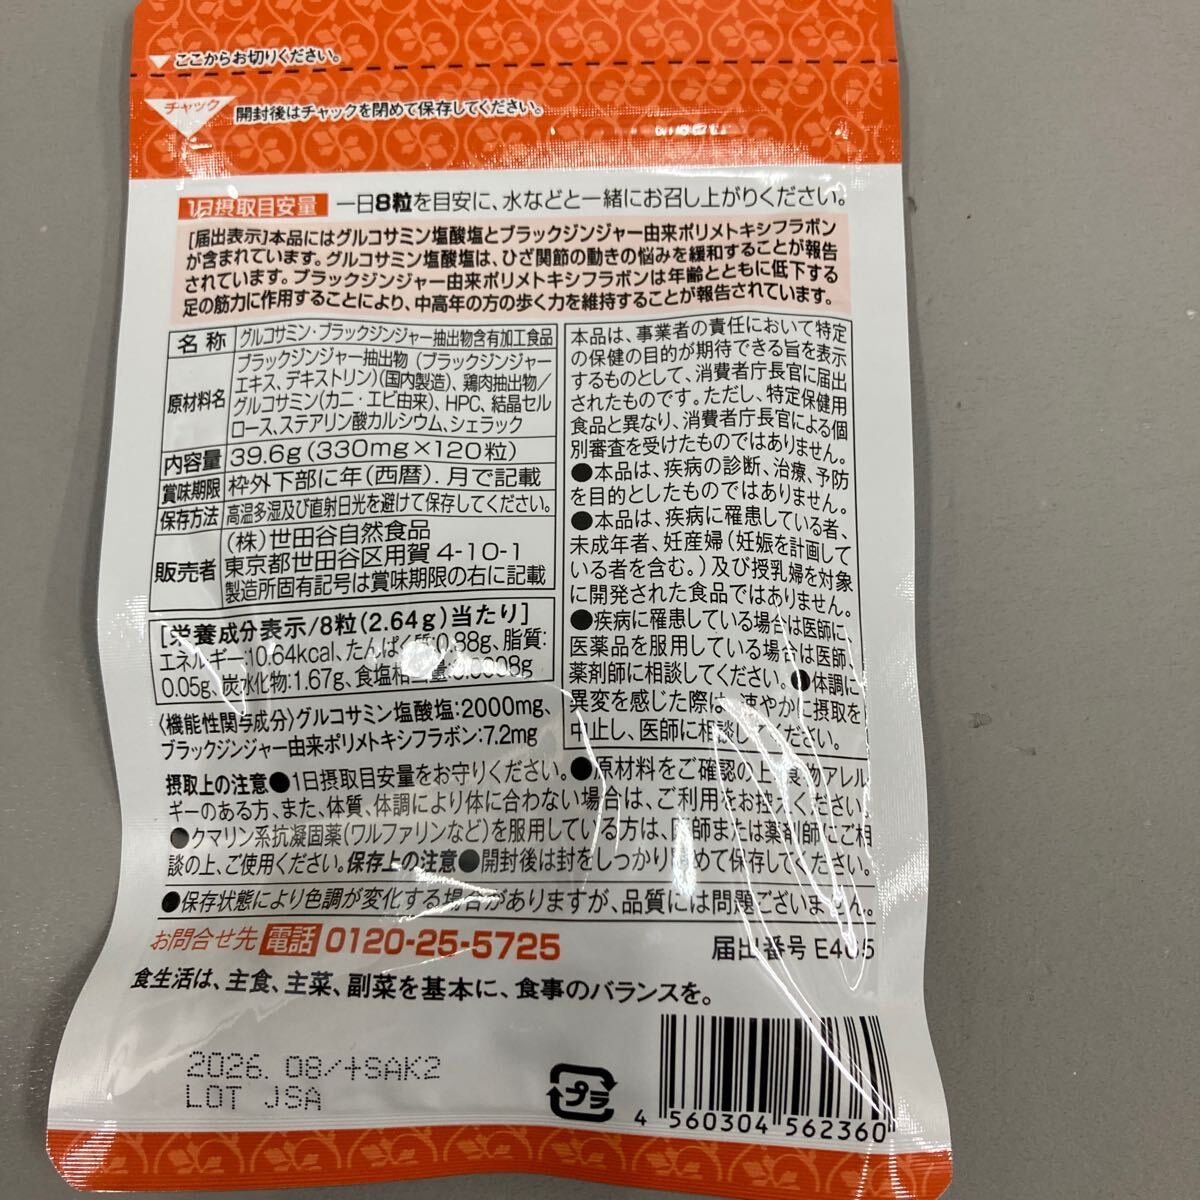 ここからお切りください。
チャック
開封後はチャックを閉めて保存してください。
1日摂取目安量 一日8粒を目安に、水などと一緒にお召し上がりください。
[届出表示]本品にはグルコサミン塩酸塩とブラックジンジャー由来ポリメトキシフラボン
が含まれています。グルコサミン塩酸塩は、ひざ関節の動きの悩みを緩和することが報告
されています。ブラックジンジャー由来ポリメトキシフラボンは年齢とともに低下する
足の筋力に作用することにより、中高年の方の歩く力を維持することが報告されています。
名称 グルコサミン・ブラックジンジャー抽出物含有加工食品
原材料名
ブラックジンジャー抽出物(ブラックジンジャー
エキス、デキストリン)(国内製造)、鶏肉抽出物/
グルコサミン(カニ・エビ由来)、HPC、結晶セル
ロース、ステアリン酸カルシウム、シェラック
内容量 39.6g(330mg×120粒)
賞味期限 枠外下部に年(西暦).月で記載
保存方法 高温多湿及び直射日光を避けて保存してください。
販売者
(株)世田谷自然食品
東京都世田谷区用賀4-10-1
製造所固有記号は賞味期限の右に記載
[栄養成分表示/8粒(2.64g)当たり]
エネルギー:10.64kcal、たんぱく質:0.88g、脂質:
0.05g、炭水化物:1.67g、食塩相当量:0.0008g
〈機能性関与成分〉グルコサミン塩酸塩:2000mg、
ブラックジンジャー由来ポリメトキシフラボン:7.2mg
本品は、事業者の責任において特定
の保健の目的が期待できる旨を表示
するものとして、消費者庁長官に届出
されたものです。ただし、特定保健用
食品と異なり、消費者庁長官による個
別審査を受けたものではありません。
●本品は、疾病の診断、治療、予防
を目的としたものではありません。
●本品は、疾病に罹患している者、
未成年者、妊産婦(妊娠を計画して
いる者を含む。)及び授乳婦を対象
に開発された食品ではありません。
●疾病に罹患している場合は医師に、
医薬品を服用している場合は医師、
薬剤師に相談してください。●体調に
異変を感じた際は、速やかに摂取を
中止し、医師に相談してください。
摂取上の注意●1日摂取目安量をお守りください。●原材料をご確認の上、食物アレル
ギーのある方、また、体質、体調により体に合わない場合は、ご利用をお控えください。
●クマリン系抗凝固薬(ワルファリンなど)を服用している方は、医師または薬剤師にご相
談の上、ご使用ください。保存上の注意●開封後は封をしっかり閉めて保存してください。
●保存状態により色調が変化する場合がありますが、品質には問題ございません。
お問合せ先 電話 0120-25-5725
届出番号 E465
食生活は、主食、主菜、副菜を基本に、食事のバランスを。
2026.08/+SAK2
LOT JSA
プラ
4 560304 562360